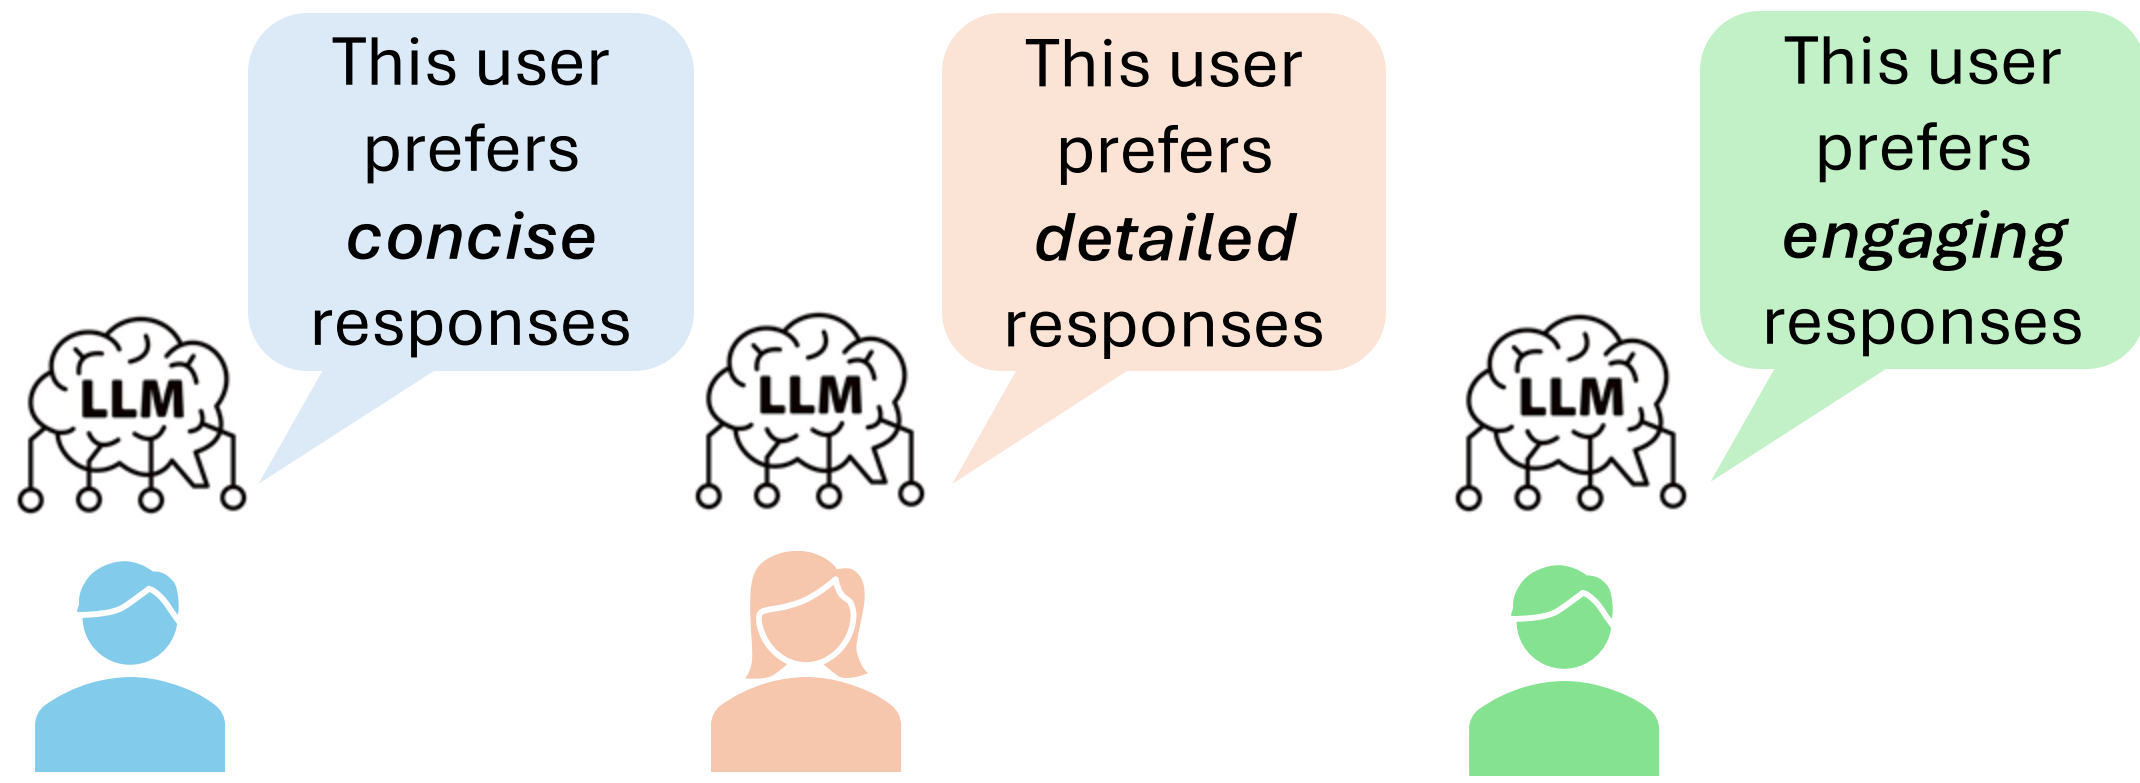 This user
prefers
concise
responses
LLM
This user
prefers
detailed
responses
LLM
This user
prefers
engaging
responses
LLM